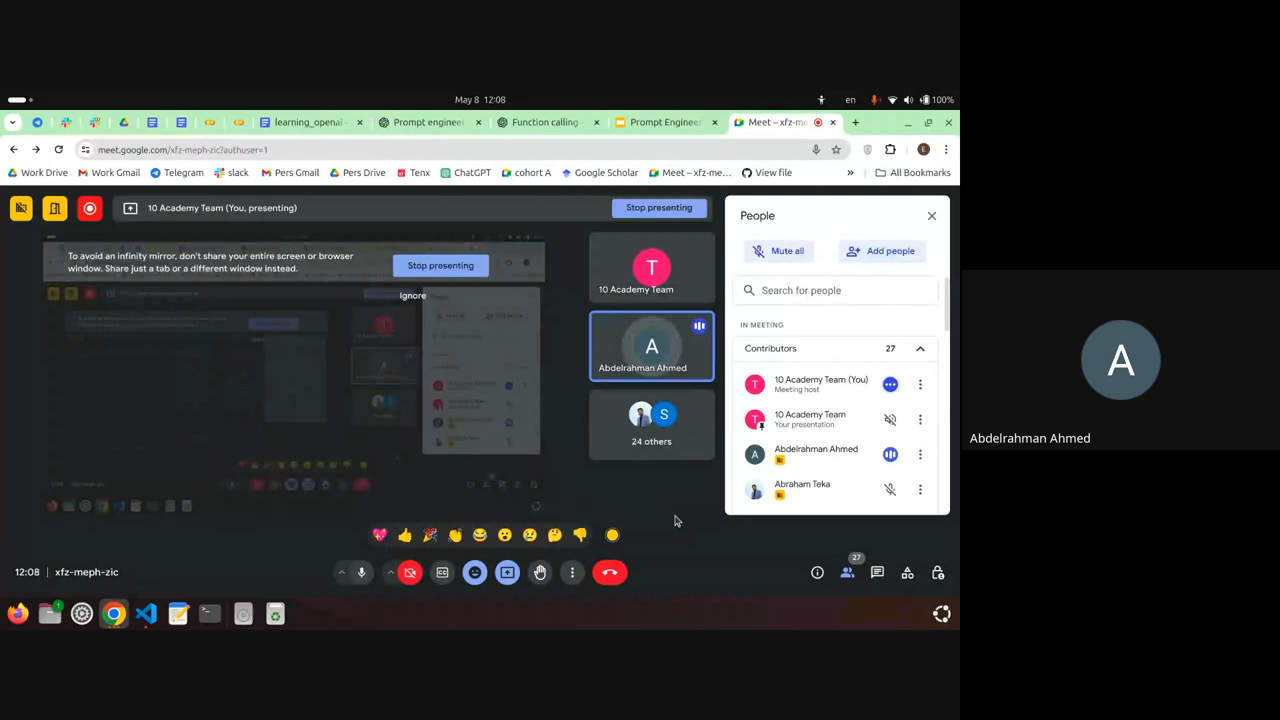 May 8 12:08
en
100%
learning_openai
Prompt enginee
Function calling
Prompt Engineer
Meet – xfz-me
meet.google.com/xfz-meph-zic?authuser=1
E
Work Drive
Work Gmail
Telegram
slack
Pers Gmail
Pers Drive
Tenx
ChatGPT
cohort A
Google Scholar
Meet – xfz-me...
View file
All Bookmarks
10 Academy Team (You, presenting)
Stop presenting
To avoid an infinity mirror, don't share your entire screen or browser
window. Share just a tab or a different window instead.
Stop presenting
Ignore
T
10 Academy Team
A
Abdelrahman Ahmed
S
24 others
People
Mute all
Add people
Search for people
IN MEETING
Contributors
27
T
10 Academy Team (You)
Meeting host
T
10 Academy Team
Your presentation
A
Abdelrahman Ahmed
Abraham Teka
12:08
xfz-meph-zic
27
1
A
Abdelrahman Ahmed